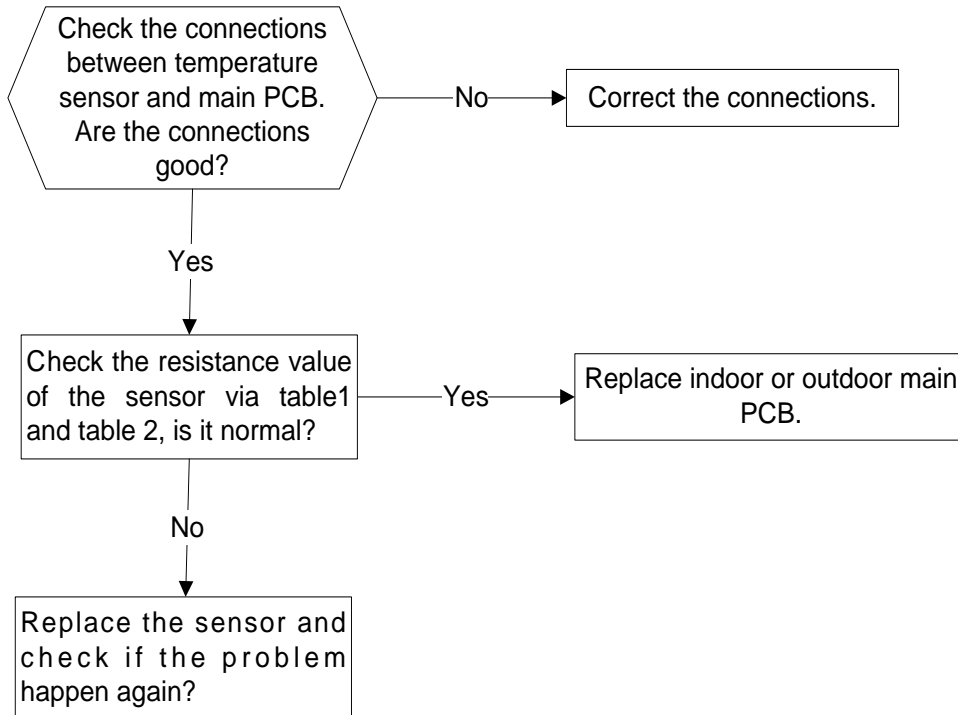 Check the connections
between temperature
sensor and main PCB.
Are the connections
good?
No
Correct the connections.
Yes
Check the resistance value
of the sensor via table1
and table 2, is it normal?
Yes
Replace indoor or outdoor main
PCB.
No
Replace the sensor and
check if the problem
happen again?